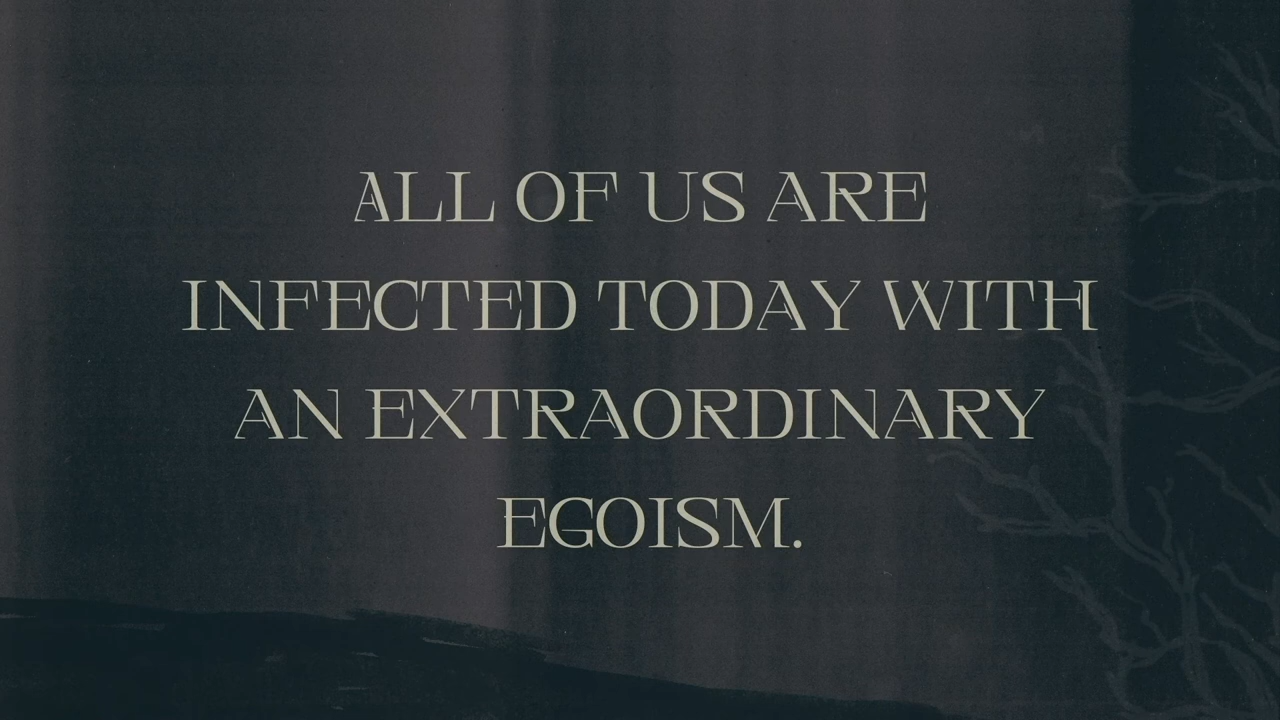 ALL OF US ARE
INFECTED TODAY WITH
AN EXTRAORDINARY
EGOISM.